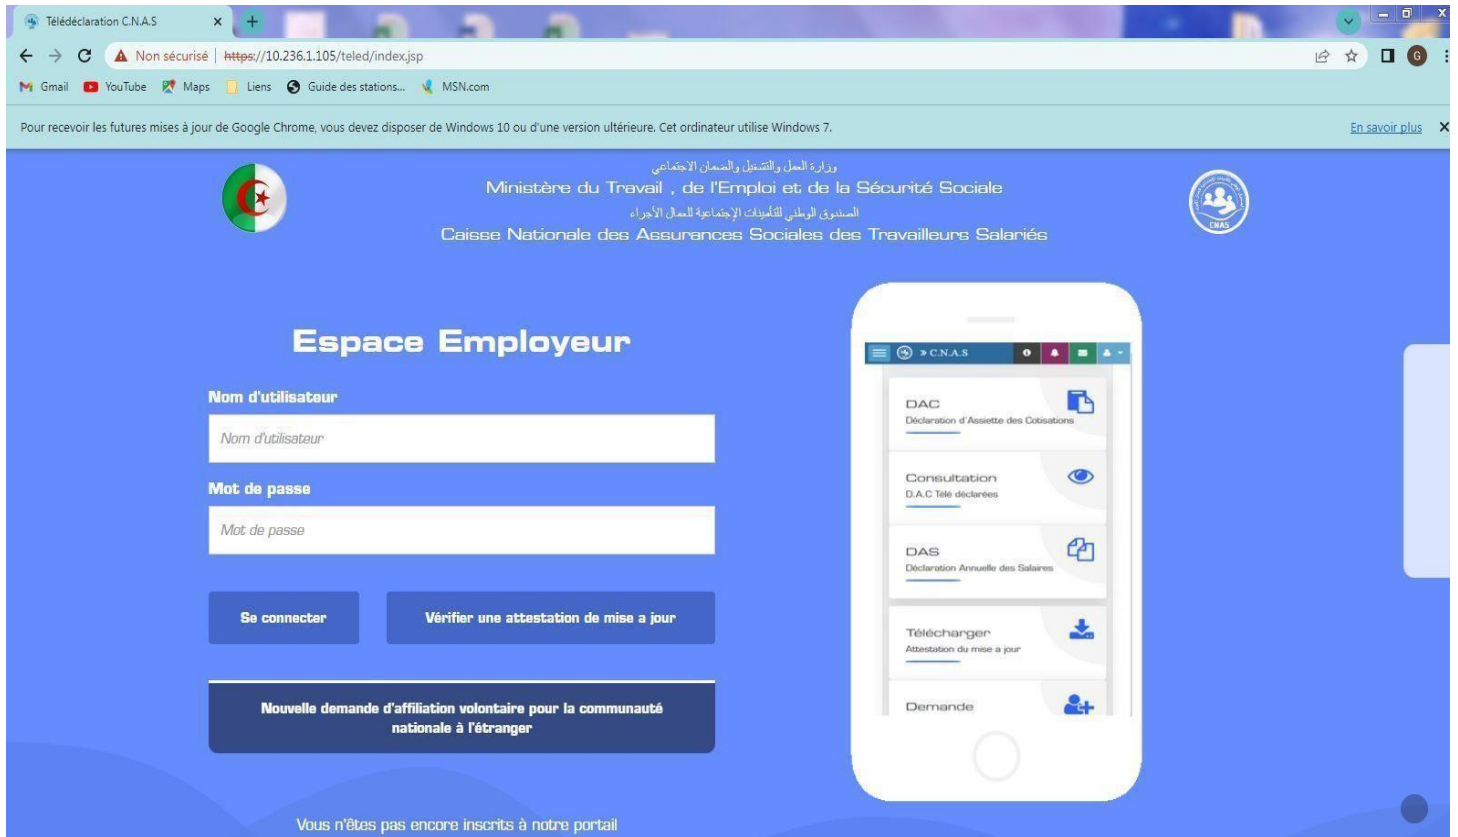 Télédéclaration C.N.A.S
Non sécurisé | https://10.236.1.105/teled/index.jsp
G
Gmail YouTube Maps Liens Guide des stations... MSN.com
Pour recevoir les futures mises à jour de Google Chrome, vous devez disposer de Windows 10 ou d'une version ultérieure. Cet ordinateur utilise Windows 7. En savoir plus
وزارة العمل والتشغيل والضمان الاجتماعي
Ministère du Travail , de l'Emploi et de la Sécurité Sociale
الصندوق الوطني للتأمينات الإجتماعية للعمال الأجراء
Caisse Nationale des Assurances Sociales des Travailleurs Salariés
CNAS
Espace Employeur
Nom d'utilisateur
Nom d'utilisateur
Mot de passe
Mot de passe
Se connecter
Vérifier une attestation de mise a jour
Nouvelle demande d'affiliation volontaire pour la communauté
nationale à l'étranger
Vous n'êtes pas encore inscrits à notre portail
» C.N.A.S
DAC
Déclaration d'Assiette des Cotisations
Consultation
D.A.C Télé déclarées
DAS
Déclaration Annuelle des Salaires
Télécharger
Attestation du mise a jour
Demande